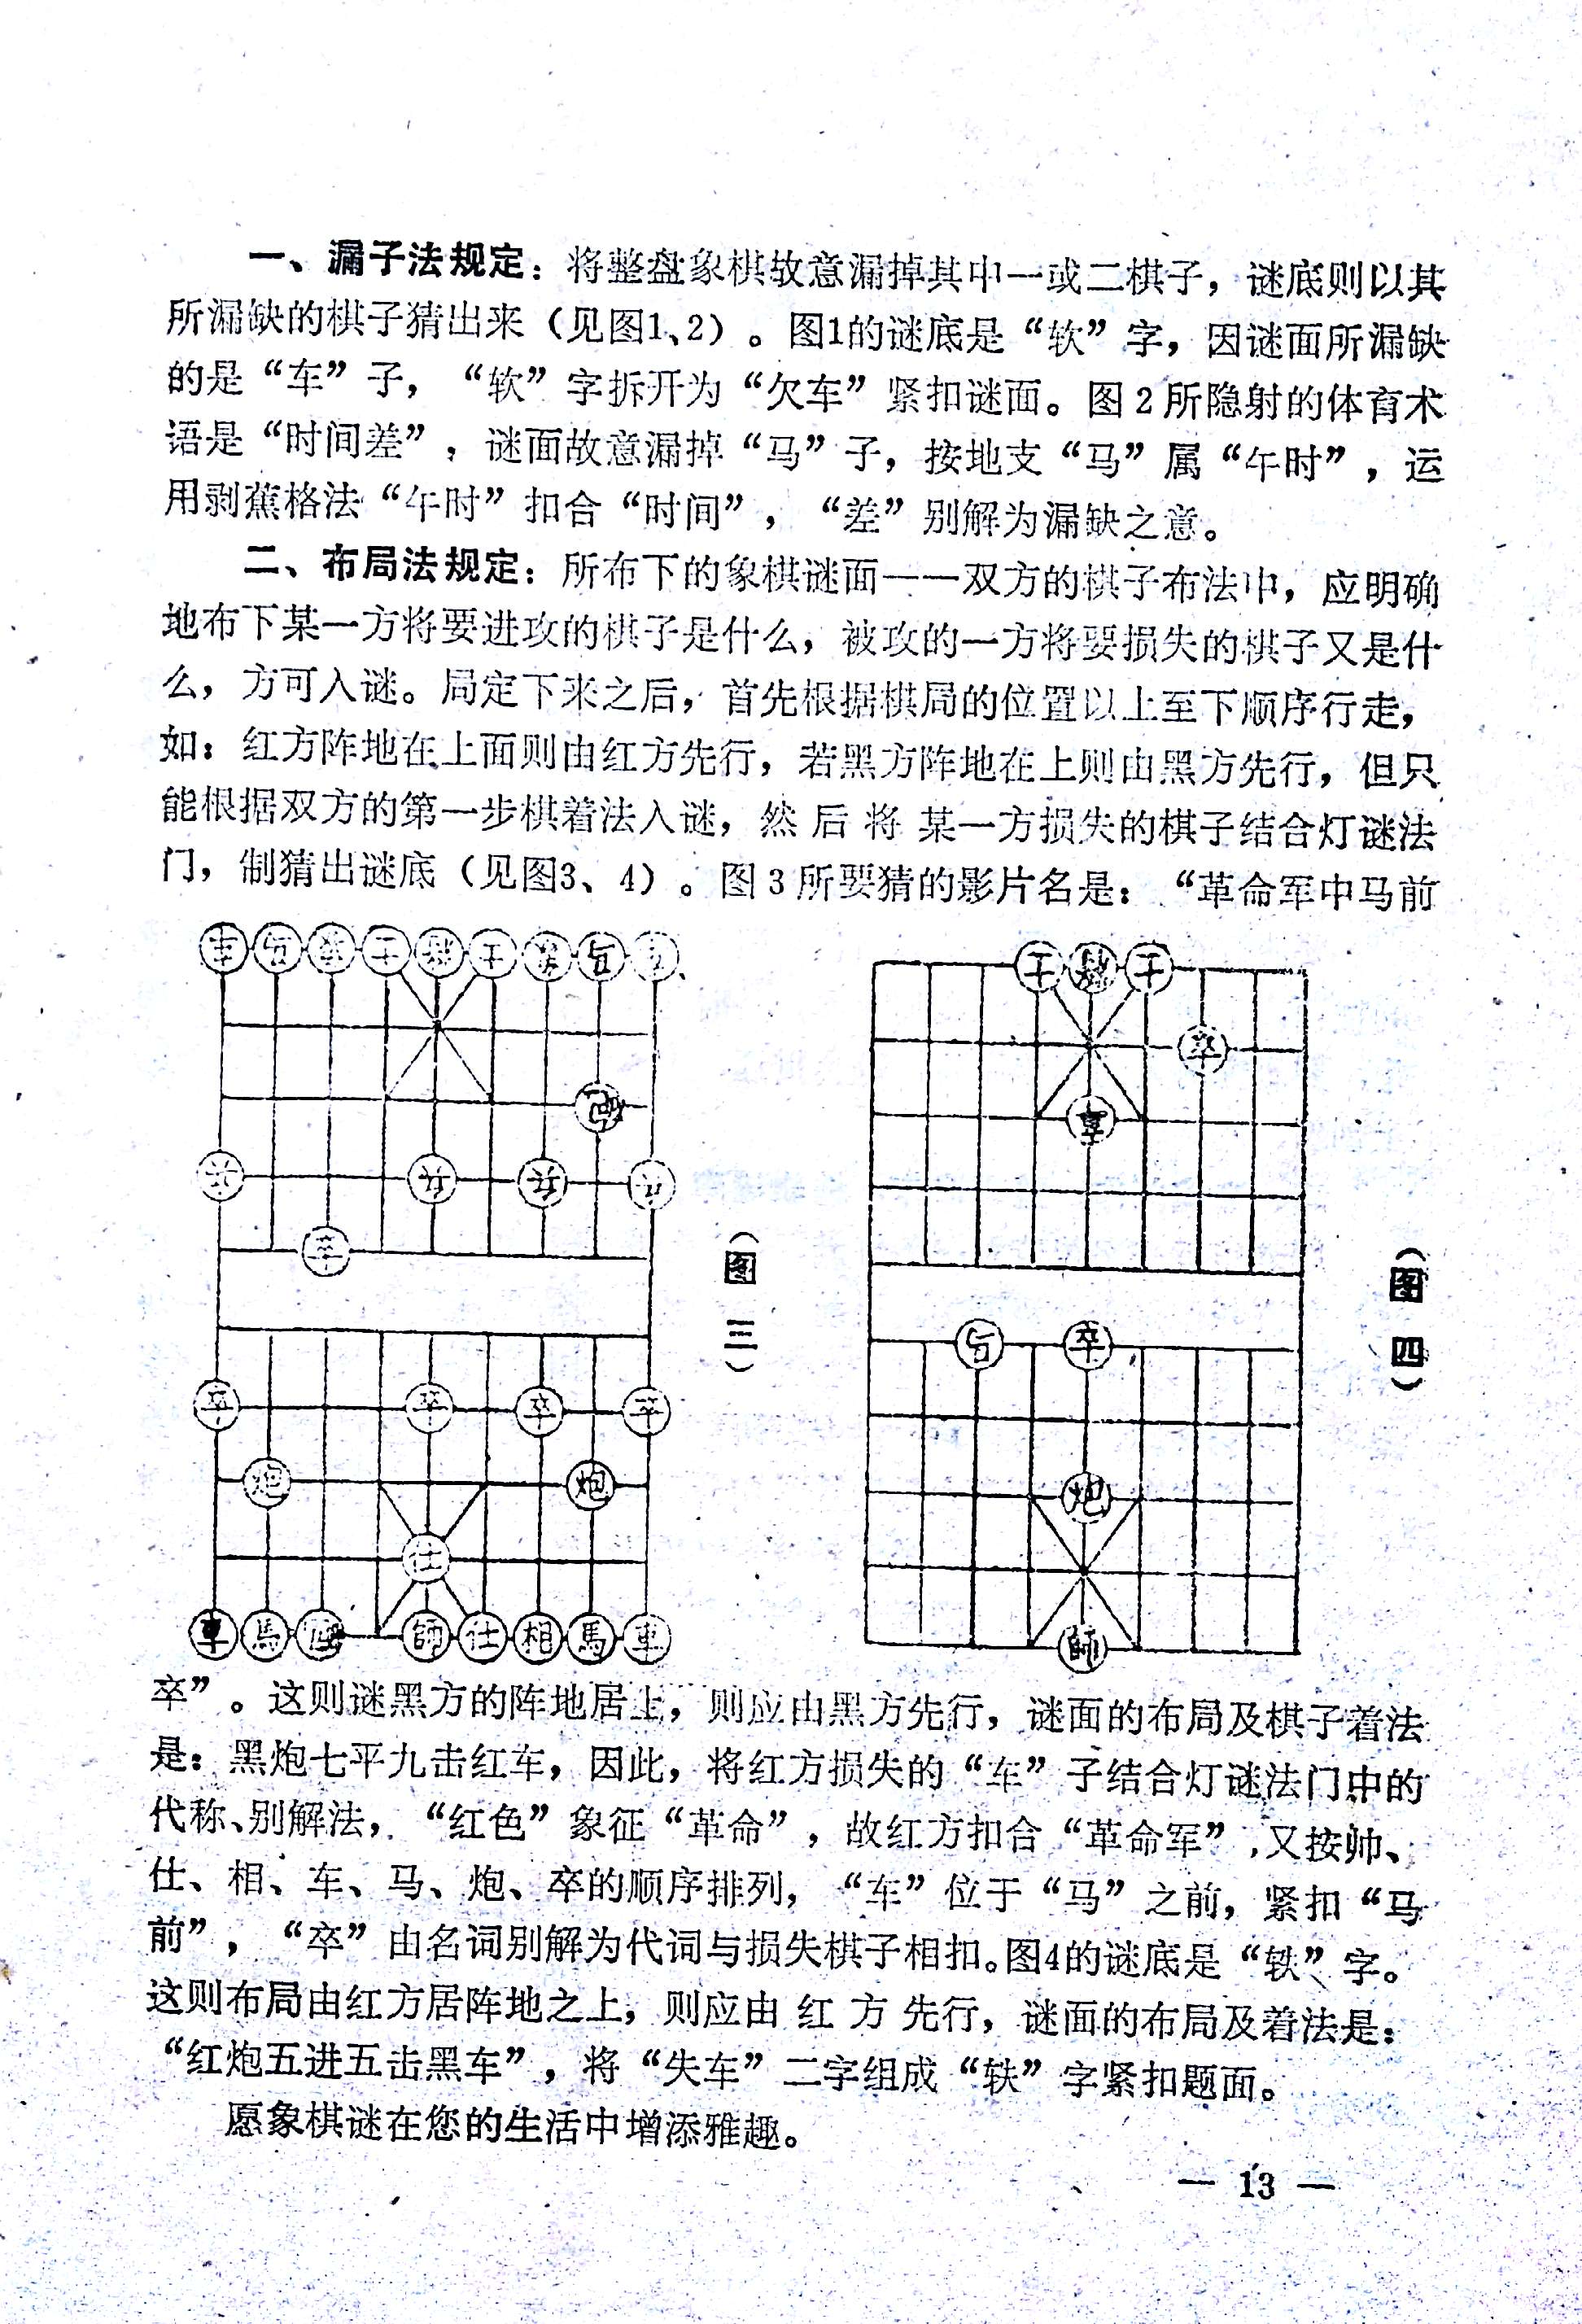 一、漏子法规定：将整盘象棋故意漏掉其中一或二棋子，谜底则以其
所漏缺的棋子猜出来（见图1、2）。图1的谜底是“软”字，因谜面所漏缺
的是“车”子，“软”字拆开为“欠车”紧扣谜面。图2所隐射的体育术
语是“时间差”，谜面故意漏掉“马”子，按地支“马”属“午时”，运
用剥蕉格法“午时”扣合“时间”，“差”别解为漏缺之意。
二、布局法规定：所布下的象棋谜面——双方的棋子布法中，应明确
地布下某一方将要进攻的棋子是什么，被攻的一方将要损失的棋子又是什
么，方可入谜。局定下来之后，首先根据棋局的位置以上至下顺序行走，
如：红方阵地在上面则由红方先行，若黑方阵地在上则由黑方先行，但只
能根据双方的第一步棋着法入谜，然后将某一方损失的棋子结合灯谜法
门，制猜出谜底（见图3、4）。图3所要猜的影片名是：“革命军中马前
（图三）
兵 兵 兵
卒 卒 卒 卒
炮 炮
仕
車 馬 師 仕 相 馬 車
（图四）
卒
車
卒
炮
師
卒”。这则谜黑方的阵地居上，则应由黑方先行，谜面的布局及棋子着法
是：黑炮七平九击红车，因此，将红方损失的“车”子结合灯谜法门中的
代称、别解法，“红色”象征“革命”，故红方扣合“革命军”，又按帅、
仕、相、车、马、炮、卒的顺序排列，“车”位于“马”之前，紧扣“马
前”，“卒”由名词别解为代词与损失棋子相扣。图4的谜底是“轶”字。
这则布局由红方居阵地之上，则应由红方先行，谜面的布局及着法是：
“红炮五进五击黑车”，将“失车”二字组成“轶”字紧扣题面。
愿象棋谜在您的生活中增添雅趣。
— 13 —